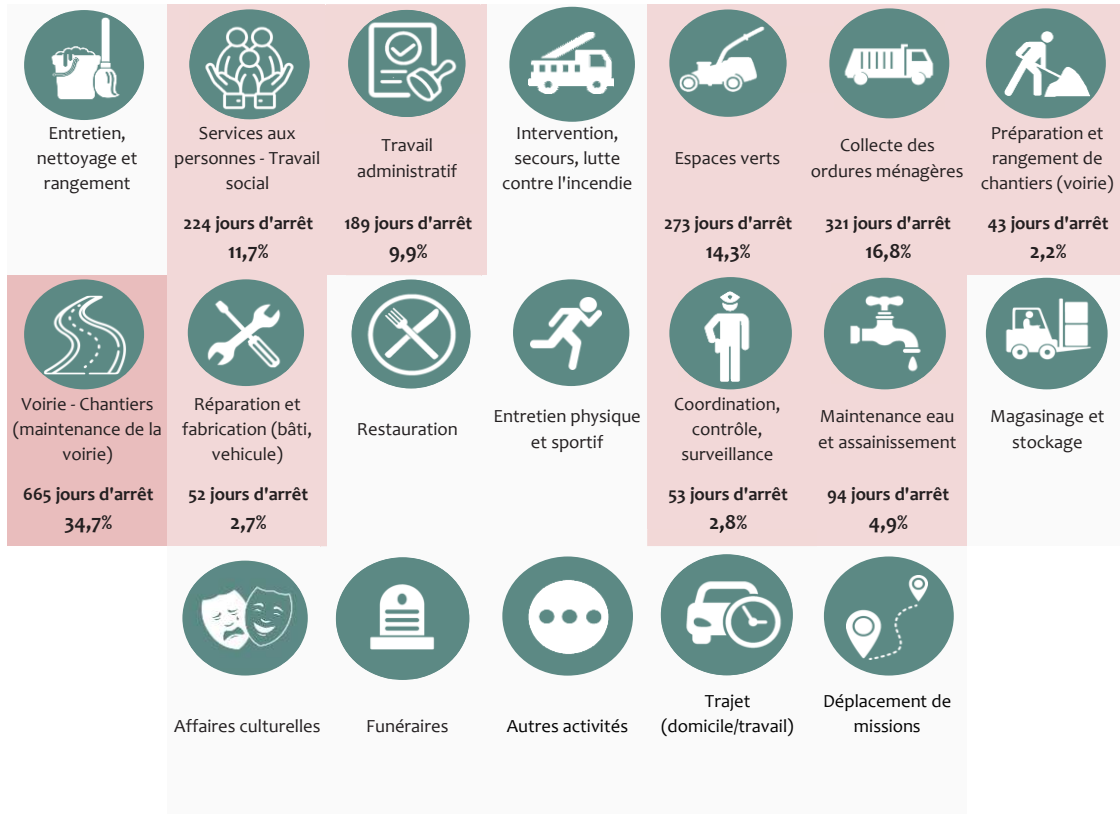 Entretien,
nettoyage et
rangement
Services aux
personnes - Travail
social
224 jours d'arrêt
11,7%
Travail
administratif
189 jours d'arrêt
9,9%
Intervention,
secours, lutte
contre l'incendie
Espaces verts
273 jours d'arrêt
14,3%
Collecte des
ordures ménagères
321 jours d'arrêt
16,8%
Préparation et
rangement de
chantiers (voirie)
43 jours d'arrêt
2,2%
Voirie - Chantiers
(maintenance de la
voirie)
665 jours d'arrêt
34,7%
Réparation et
fabrication (bâti,
vehicule)
52 jours d'arrêt
2,7%
Restauration
Entretien physique
et sportif
Coordination,
contrôle,
surveillance
53 jours d'arrêt
2,8%
Maintenance eau
et assainissement
94 jours d'arrêt
4,9%
Magasinage et
stockage
Affaires culturelles
Funéraires
Autres activités
Trajet
(domicile/travail)
Déplacement de
missions